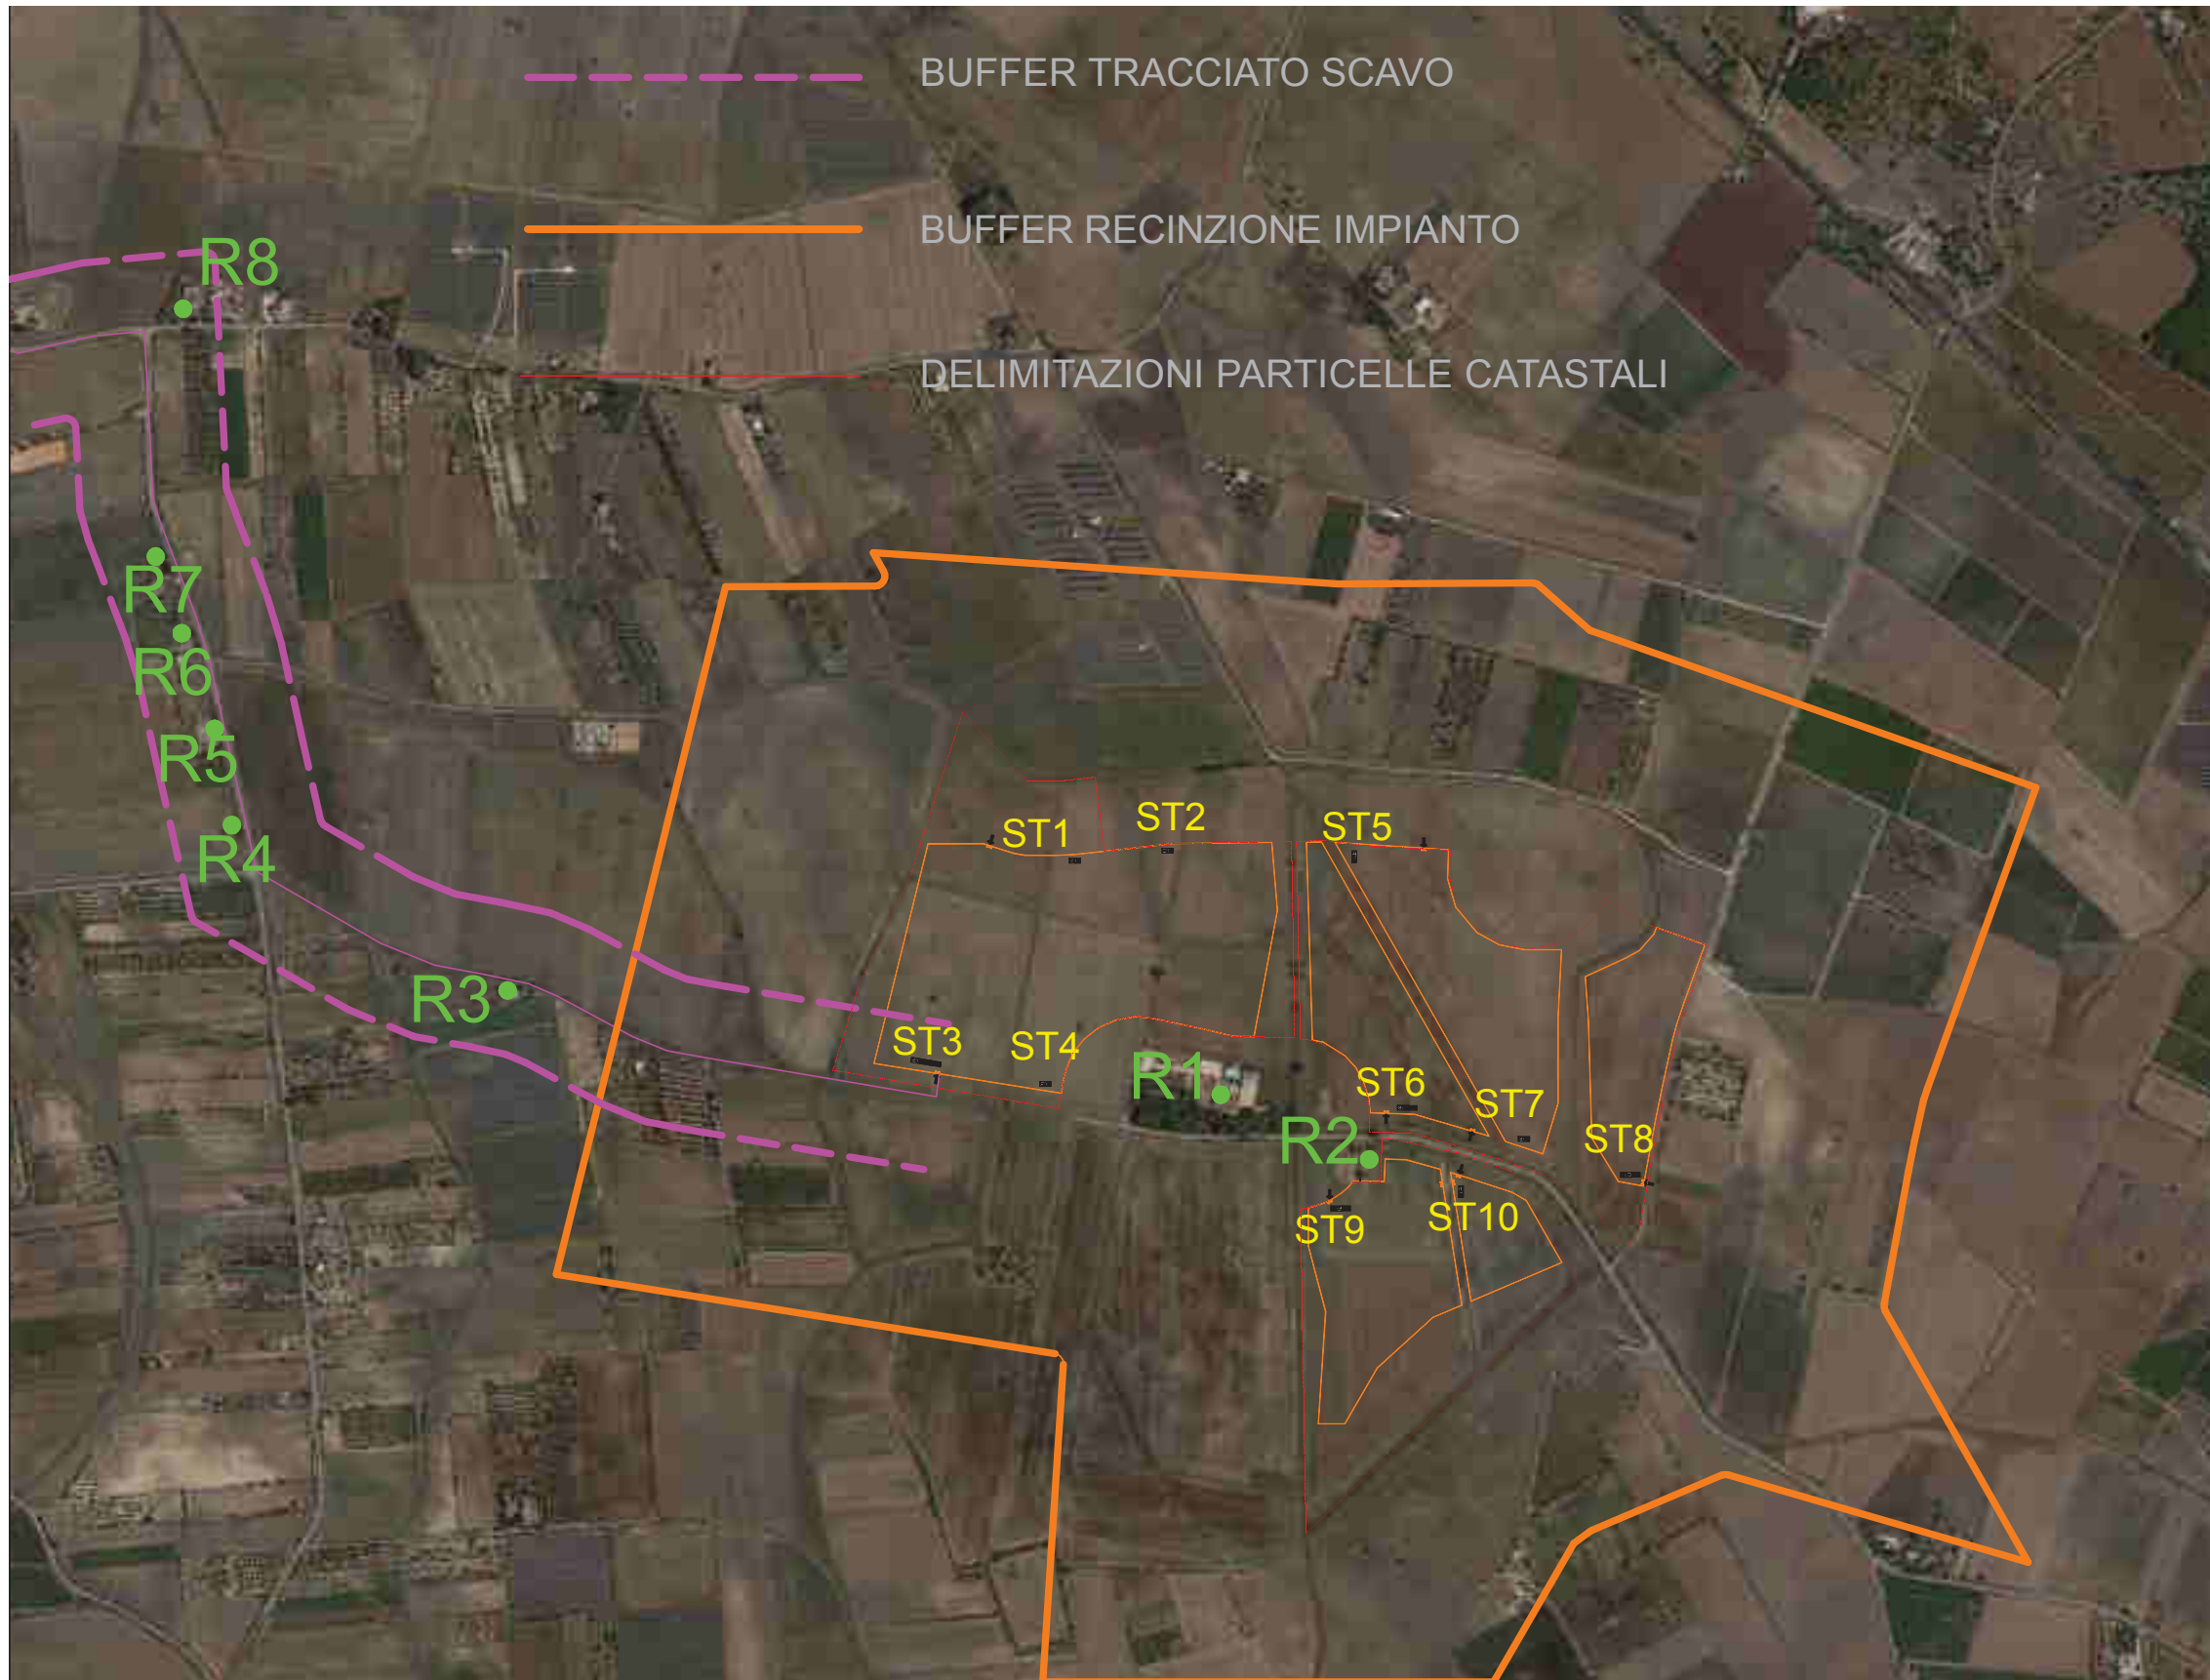 BUFFER TRACCIATO SCAVO
BUFFER RECINZIONE IMPIANTO
R8
DELIMITAZIONI PARTICELLE CATASTALI
R7
R6
R5
ST1
ST2
ST5
R4
R3
ST3
ST4
R1
ST6
ST7
R2
ST8
ST9
ST10